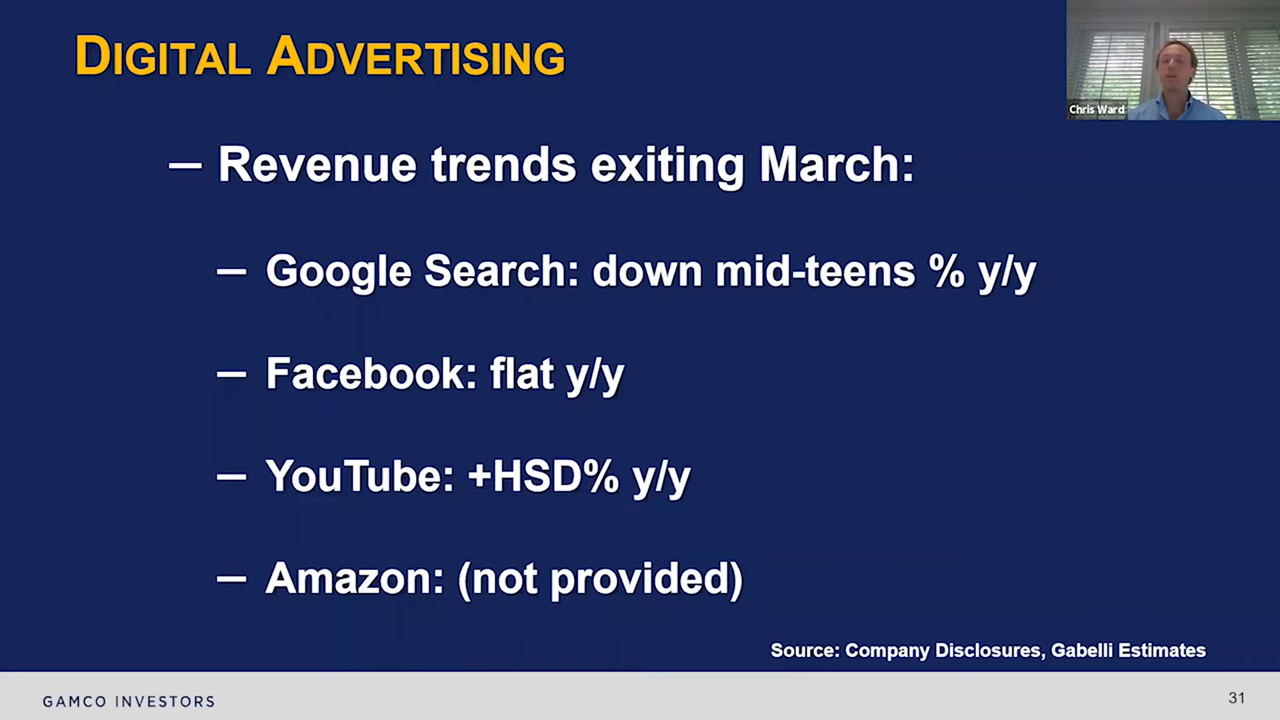 DIGITAL ADVERTISING
Chris Ward
– Revenue trends exiting March:
– Google Search: down mid-teens % y/y
– Facebook: flat y/y
– YouTube: +HSD% y/y
– Amazon: (not provided)
Source: Company Disclosures, Gabelli Estimates
GAMCO INVESTORS
31